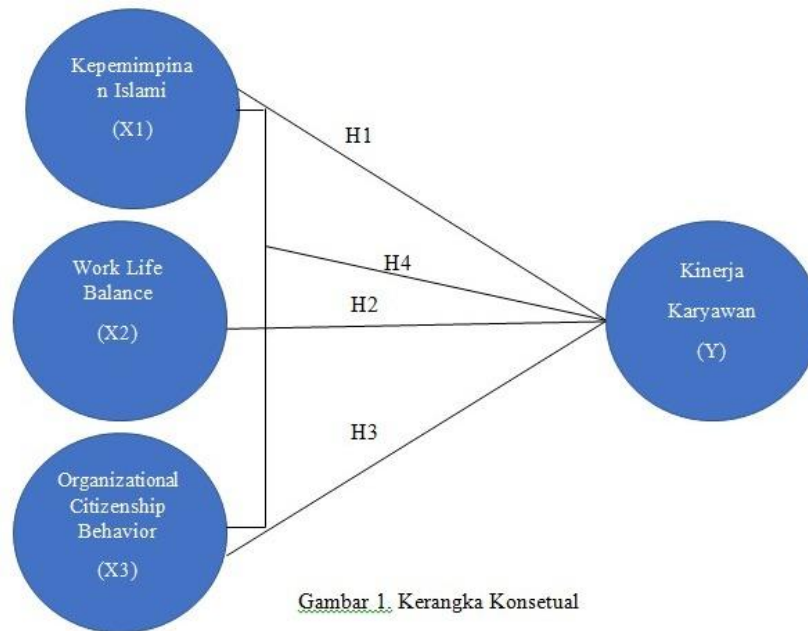 Kepemimpina
n Islami
(X1)
H1
Work Life
Balance
(X2)
H4
H2
Kinerja
Karyawan
(Y)
H3
Organizational
Citizenship
Behavior
(X3)
Gambar 1. Kerangka Konsetual